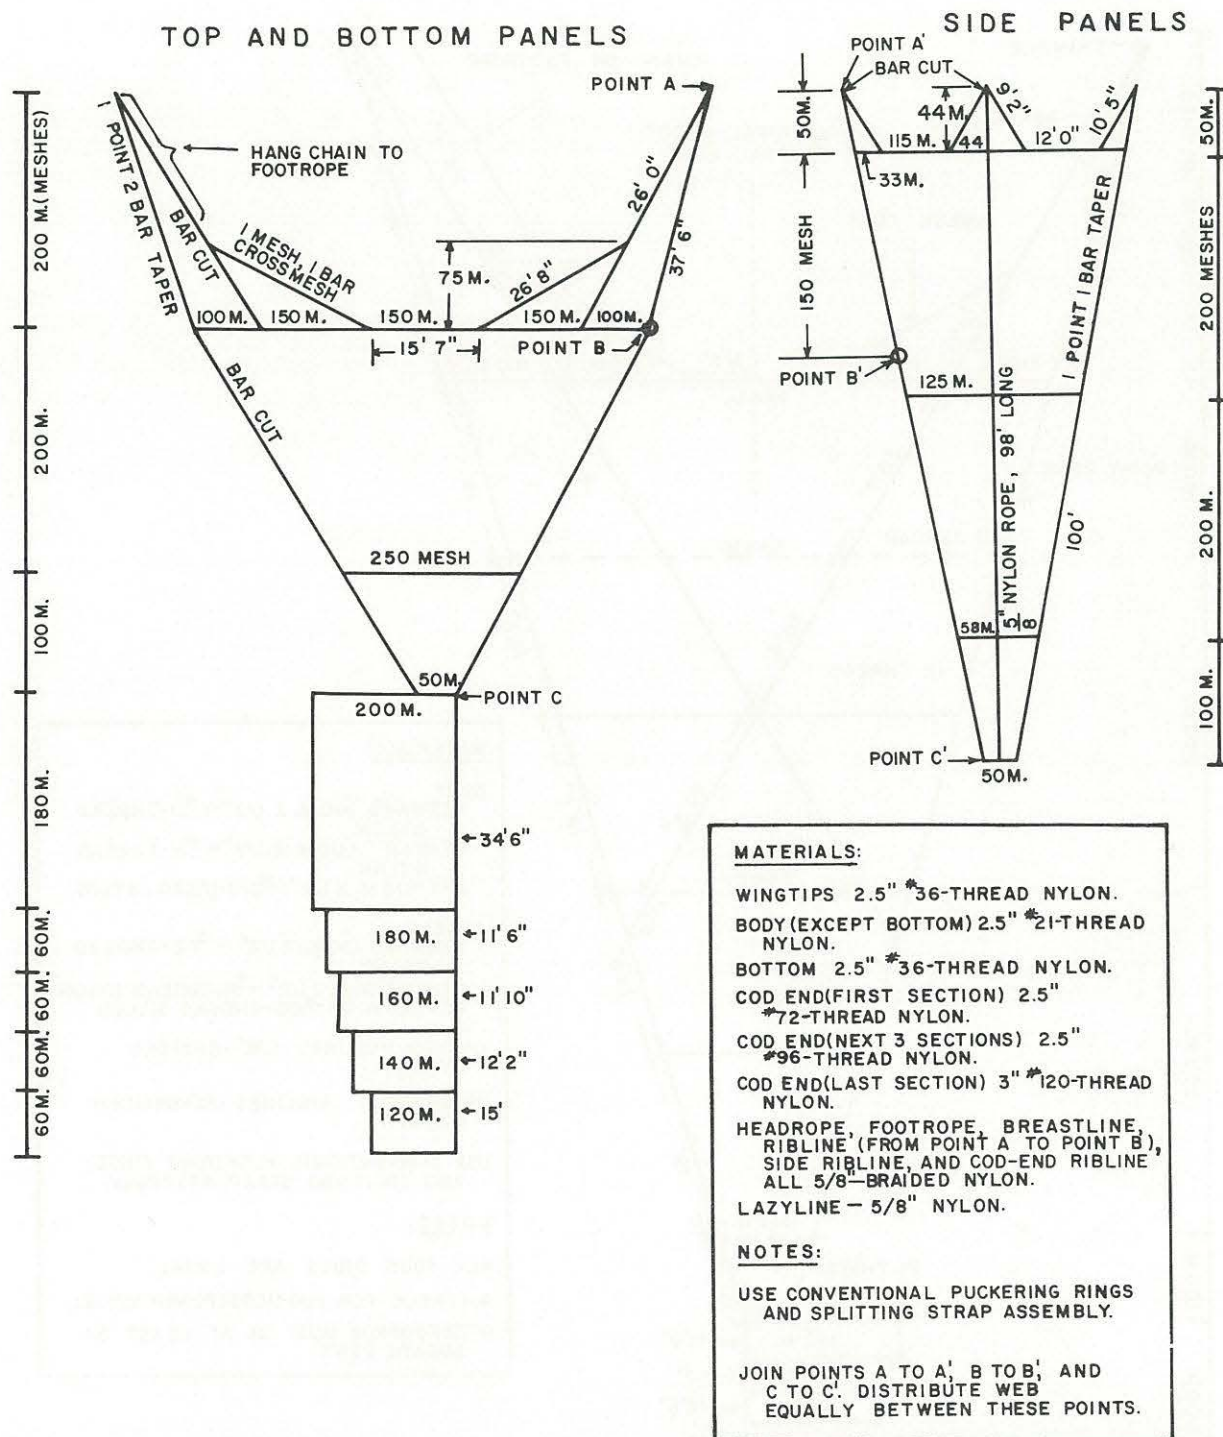 TOP AND BOTTOM PANELS
SIDE PANELS
POINT A
200 M.(MESHES)
1 POINT 2 BAR TAPER
HANG CHAIN TO
FOOTROPE
BAR CUT
1 MESH, 1 BAR
CROSSMESH
26' 0"
37' 6"
75 M.
26' 8"
100 M.
150 M.
150 M.
150 M.
100 M.
15' 7"
POINT B
BAR CUT
200 M.
250 MESH
100 M.
50M.
POINT C
200 M.
180 M.
34'6"
60M.
180 M.
11'6"
60M.
160 M.
11'10"
60M.
140 M.
12'2"
60 M.
120 M.
15'
POINT A'
BAR CUT
50M.
44M.
9'2"
10'5"
50M.
115 M.
44
12'0"
33M.
150 MESH
1 POINT 1 BAR TAPER
200 MESHES
POINT B'
125 M.
5/8" NYLON ROPE, 98' LONG
100'
200 M.
58M.
100 M.
POINT C'
50M.
MATERIALS:
WINGTIPS 2.5" #36-THREAD NYLON.
BODY (EXCEPT BOTTOM) 2.5" #21-THREAD
NYLON.
BOTTOM 2.5" #36-THREAD NYLON.
COD END(FIRST SECTION) 2.5"
#72-THREAD NYLON.
COD END(NEXT 3 SECTIONS) 2.5"
#96-THREAD NYLON.
COD END(LAST SECTION) 3" #120-THREAD
NYLON.
HEADROPE, FOOTROPE, BREASTLINE,
RIBLINE (FROM POINT A TO POINT B),
SIDE RIBLINE, AND COD-END RIBLINE
ALL 5/8"-BRAIDED NYLON.
LAZYLINE - 5/8" NYLON.
NOTES:
USE CONVENTIONAL PUCKERING RINGS
AND SPLITTING STRAP ASSEMBLY.
JOIN POINTS A TO A', B TO B', AND
C TO C'. DISTRIBUTE WEB
EQUALLY BETWEEN THESE POINTS.